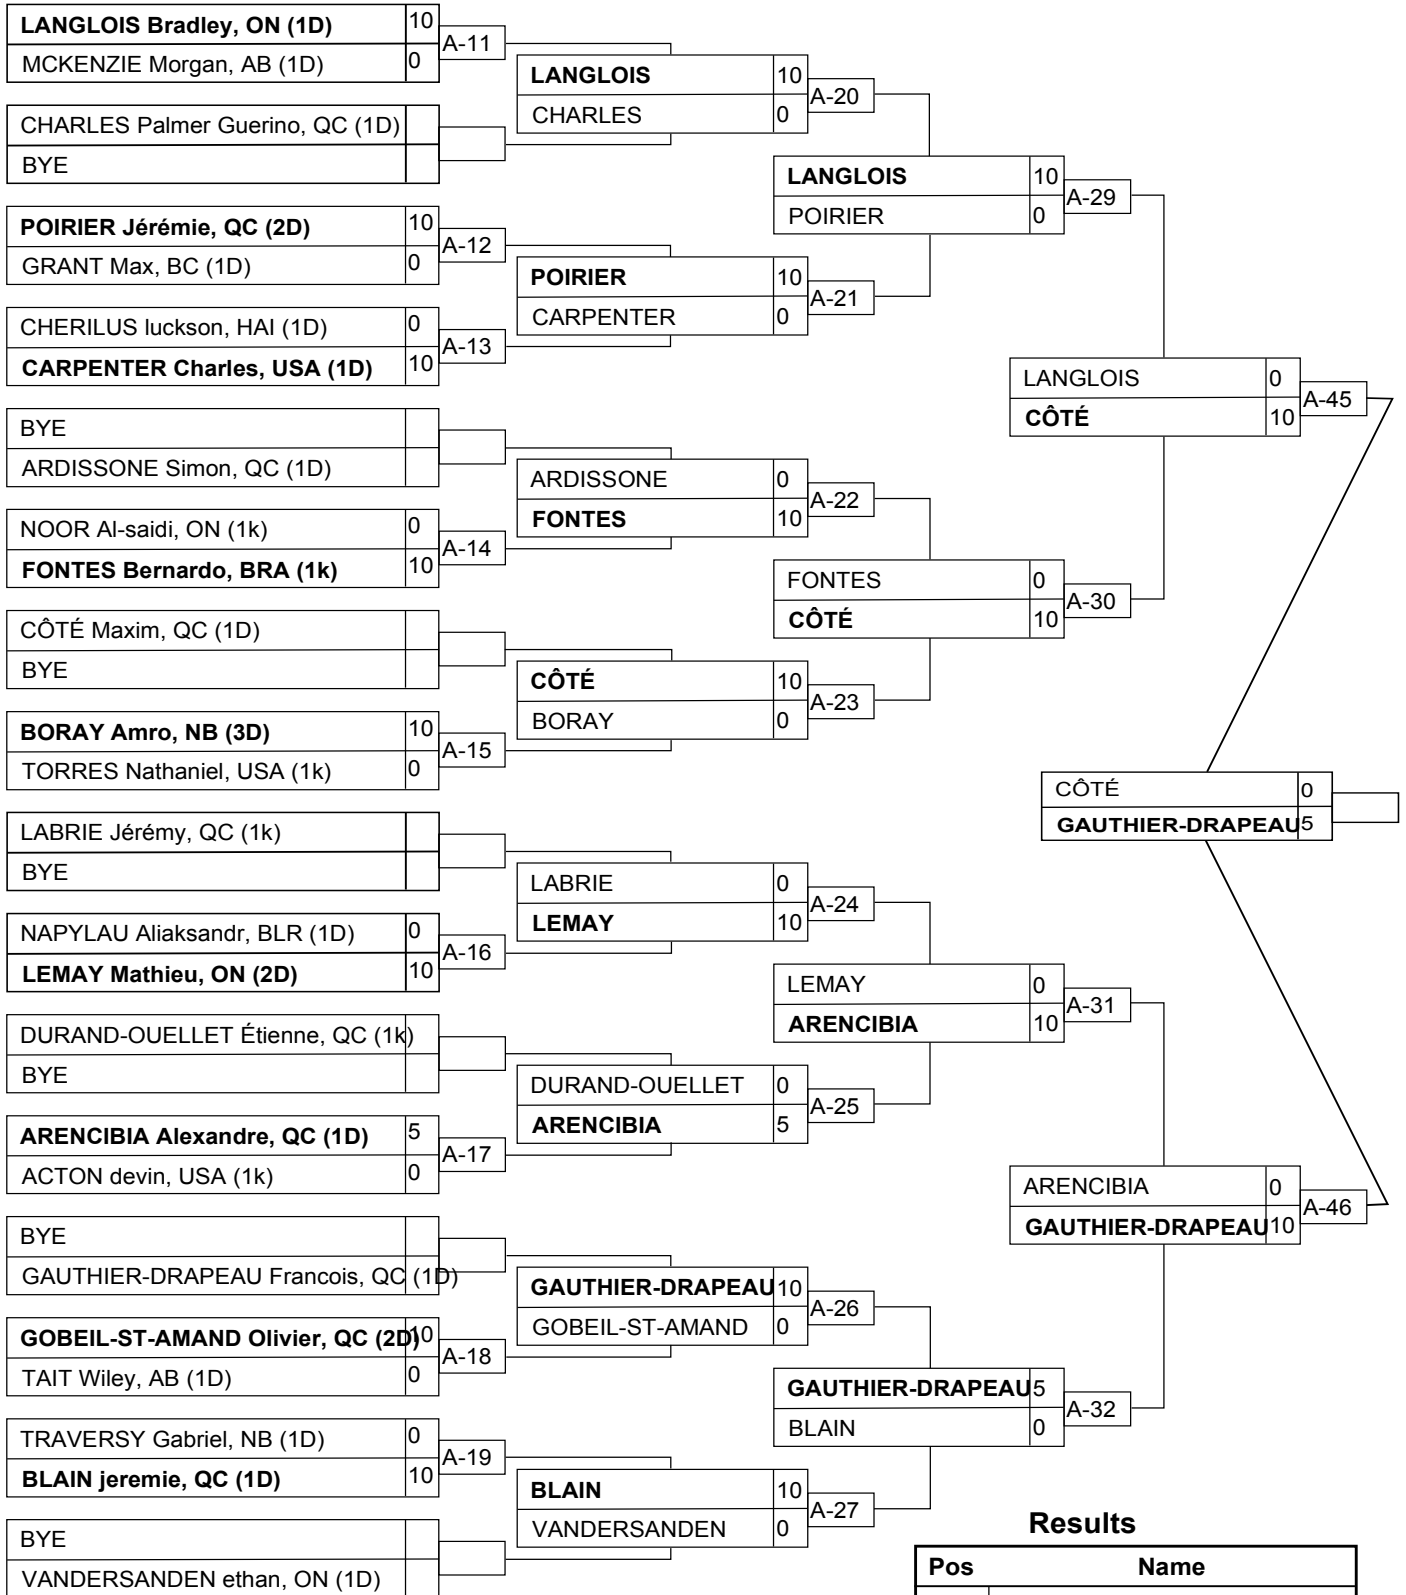 LANGLOIS Bradley, ON (1D) 10
A-11
MCKENZIE Morgan, AB (1D) 0
LANGLOIS 10
A-20
CHARLES 0
CHARLES Palmer Guerino, QC (1D)
BYE
LANGLOIS 10
A-29
POIRIER 0
POIRIER Jérémie, QC (2D) 10
A-12
GRANT Max, BC (1D) 0
POIRIER 10
A-21
CARPENTER 0
CHERILUS luckson, HAI (1D) 0
A-13
CARPENTER Charles, USA (1D) 10
LANGLOIS 0
A-45
CÔTÉ 10
BYE
ARDISSONE Simon, QC (1D)
ARDISSONE 0
A-22
FONTES 10
NOOR Al-saidi, ON (1k) 0
A-14
FONTES Bernardo, BRA (1k) 10
FONTES 0
A-30
CÔTÉ 10
CÔTÉ Maxim, QC (1D)
BYE
CÔTÉ 10
A-23
BORAY 0
BORAY Amro, NB (3D) 10
A-15
TORRES Nathaniel, USA (1k) 0
CÔTÉ 0
GAUTHIER-DRAPEAU 5
LABRIE Jérémy, QC (1k)
BYE
LABRIE 0
A-24
LEMAY 10
NAPYLAU Aliaksandr, BLR (1D) 0
A-16
LEMAY Mathieu, ON (2D) 10
LEMAY 0
A-31
ARENCIBIA 10
DURAND-OUELLET Étienne, QC (1k)
BYE
DURAND-OUELLET 0
A-25
ARENCIBIA 5
ARENCIBIA Alexandre, QC (1D) 5
A-17
ACTON devin, USA (1k) 0
ARENCIBIA 0
A-46
GAUTHIER-DRAPEAU 10
BYE
GAUTHIER-DRAPEAU Francois, QC (1D)
GAUTHIER-DRAPEAU 10
A-26
GOBEIL-ST-AMAND 0
GOBEIL-ST-AMAND Olivier, QC (2D) 10
A-18
TAIT Wiley, AB (1D) 0
GAUTHIER-DRAPEAU 5
A-32
BLAIN 0
TRAVERSY Gabriel, NB (1D) 0
A-19
BLAIN jeremie, QC (1D) 10
BLAIN 10
A-27
VANDERSANDEN 0
BYE
VANDERSANDEN ethan, ON (1D)
Results
Pos Name